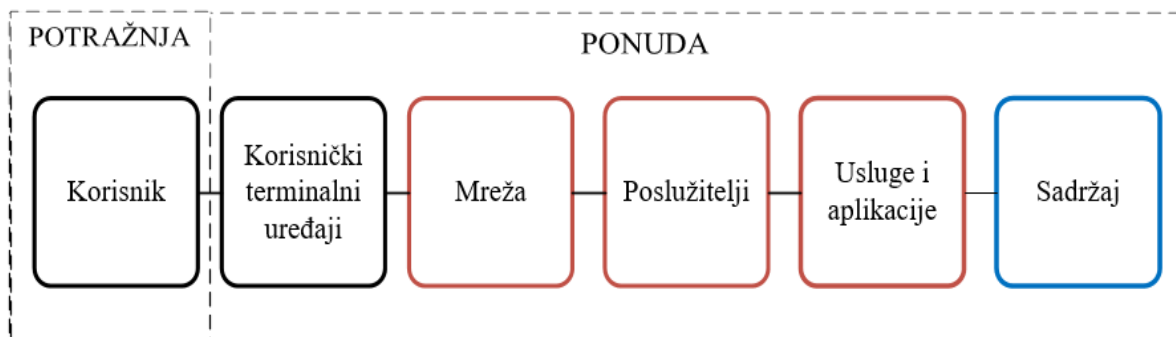 POTRAŽNJA
PONUDA
Korisnik
Korisnički
terminalni
uređaji
Mreža
Poslužitelji
Usluge i
aplikacije
Sadržaj